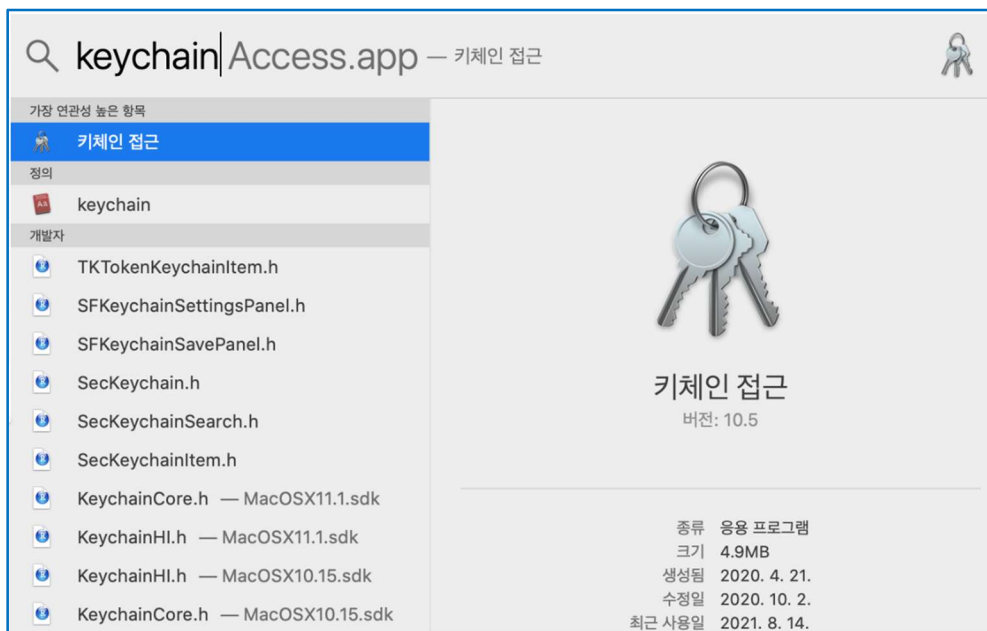 keychain Access.app — 키체인 접근
가장 연관성 높은 항목
키체인 접근
정의
keychain
개발자
TKTokenKeychainItem.h
SFKeychainSettingsPanel.h
SFKeychainSavePanel.h
SecKeychain.h
SecKeychainSearch.h
SecKeychainItem.h
KeychainCore.h — MacOSX11.1.sdk
KeychainHI.h — MacOSX11.1.sdk
KeychainHI.h — MacOSX10.15.sdk
KeychainCore.h — MacOSX10.15.sdk
키체인 접근
버전: 10.5
종류 응용 프로그램
크기 4.9MB
생성됨 2020. 4. 21.
수정일 2020. 10. 2.
최근 사용일 2021. 8. 14.